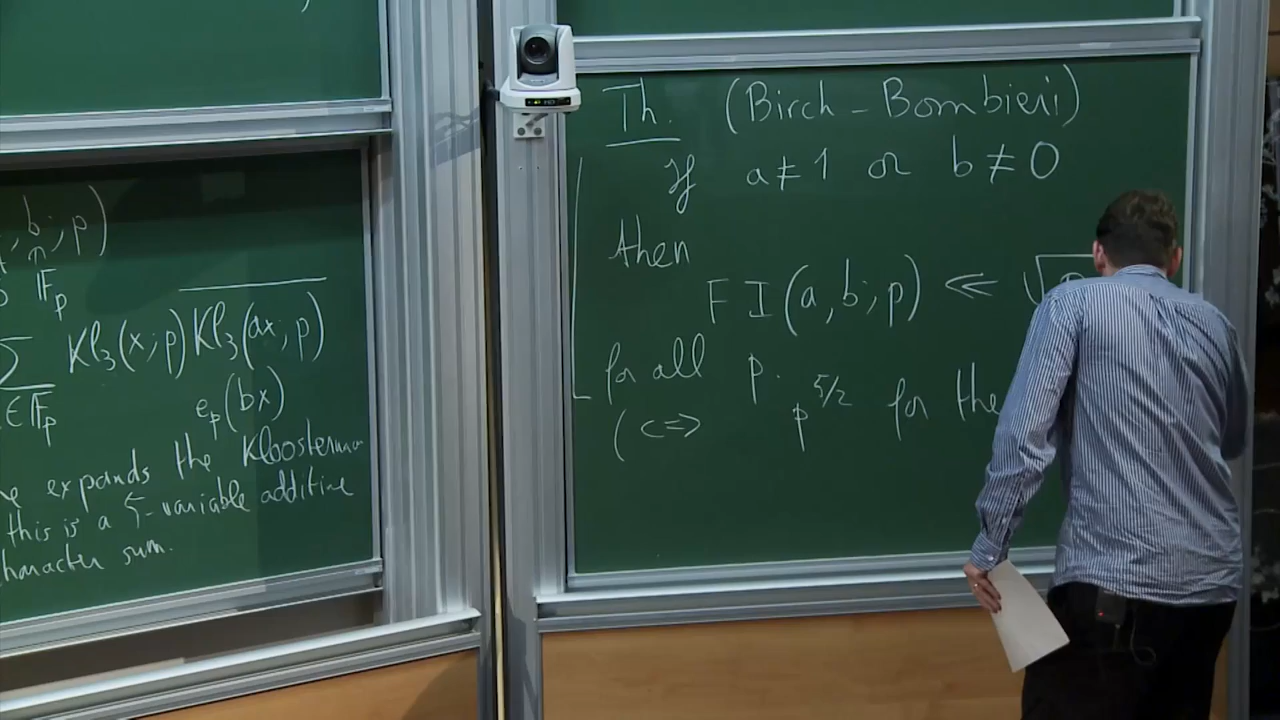 b; p)
↑
F_p
∑ Kl_3(x; p) \overline{Kl_3(ax; p)}
∈ F_p
e_p(bx)
expands the Kloosterman
this is a 5-variable additive
character sum.
Th. (Birch - Bombieri)
If a ≠ 1 or b ≠ 0
then
FI(a, b; p) ≪ √
for all p.
(<=> p^{5/2} for the